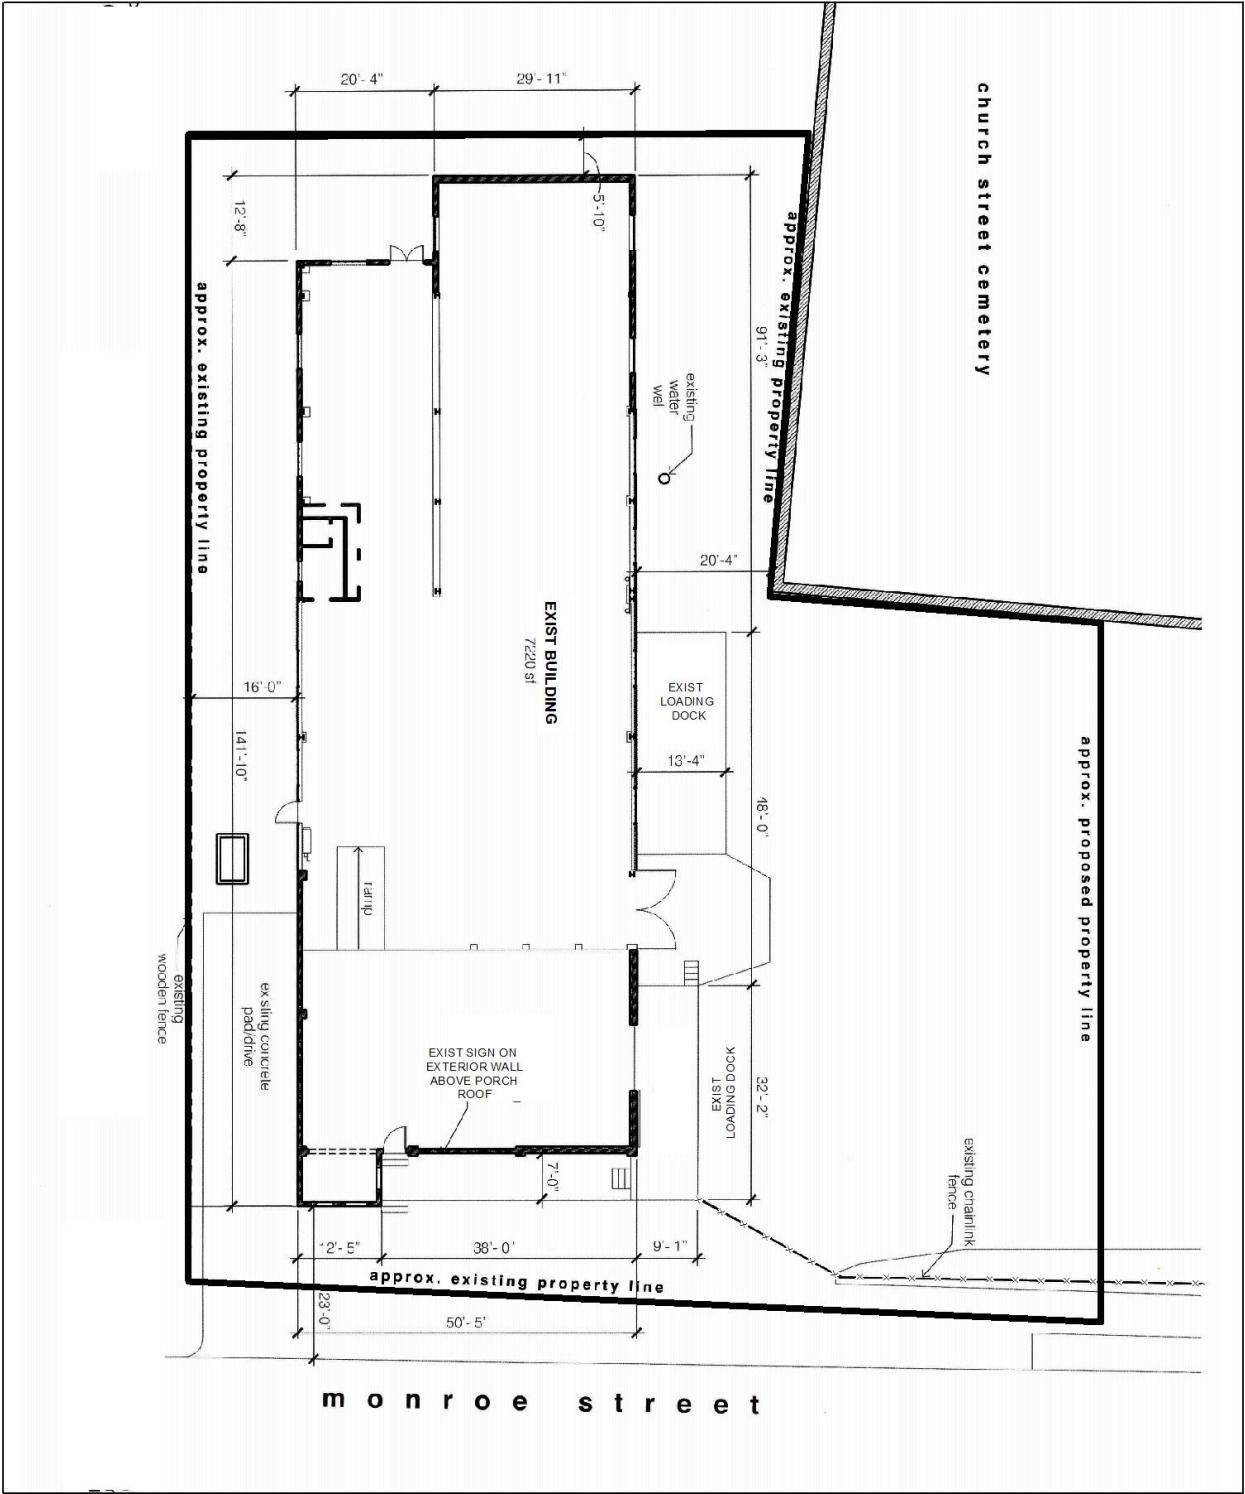 20'- 4"
29'- 11"
church street cemetery
12'-8"
5'-10"
approx. existing property line
approx. existing property line
91'- 3"
existing
water
wel
20'-4"
EXIST BUILDING
7220 sf
16'-0"
EXIST
LOADING
DOCK
13'-4"
141'-10"
48'- 0"
approx. proposed property line
ramp
existing
wooden fence
existing concrete
pad/drive
EXIST SIGN ON
EXTERIOR WALL
ABOVE PORCH
ROOF
EXIST
LOADING DOCK
32'- 2"
7'-0"
existing chainlink
fence
12'- 5"
38'- 0'
9'- 1"
approx. existing property line
23'-0"
50'- 5'
monroe street